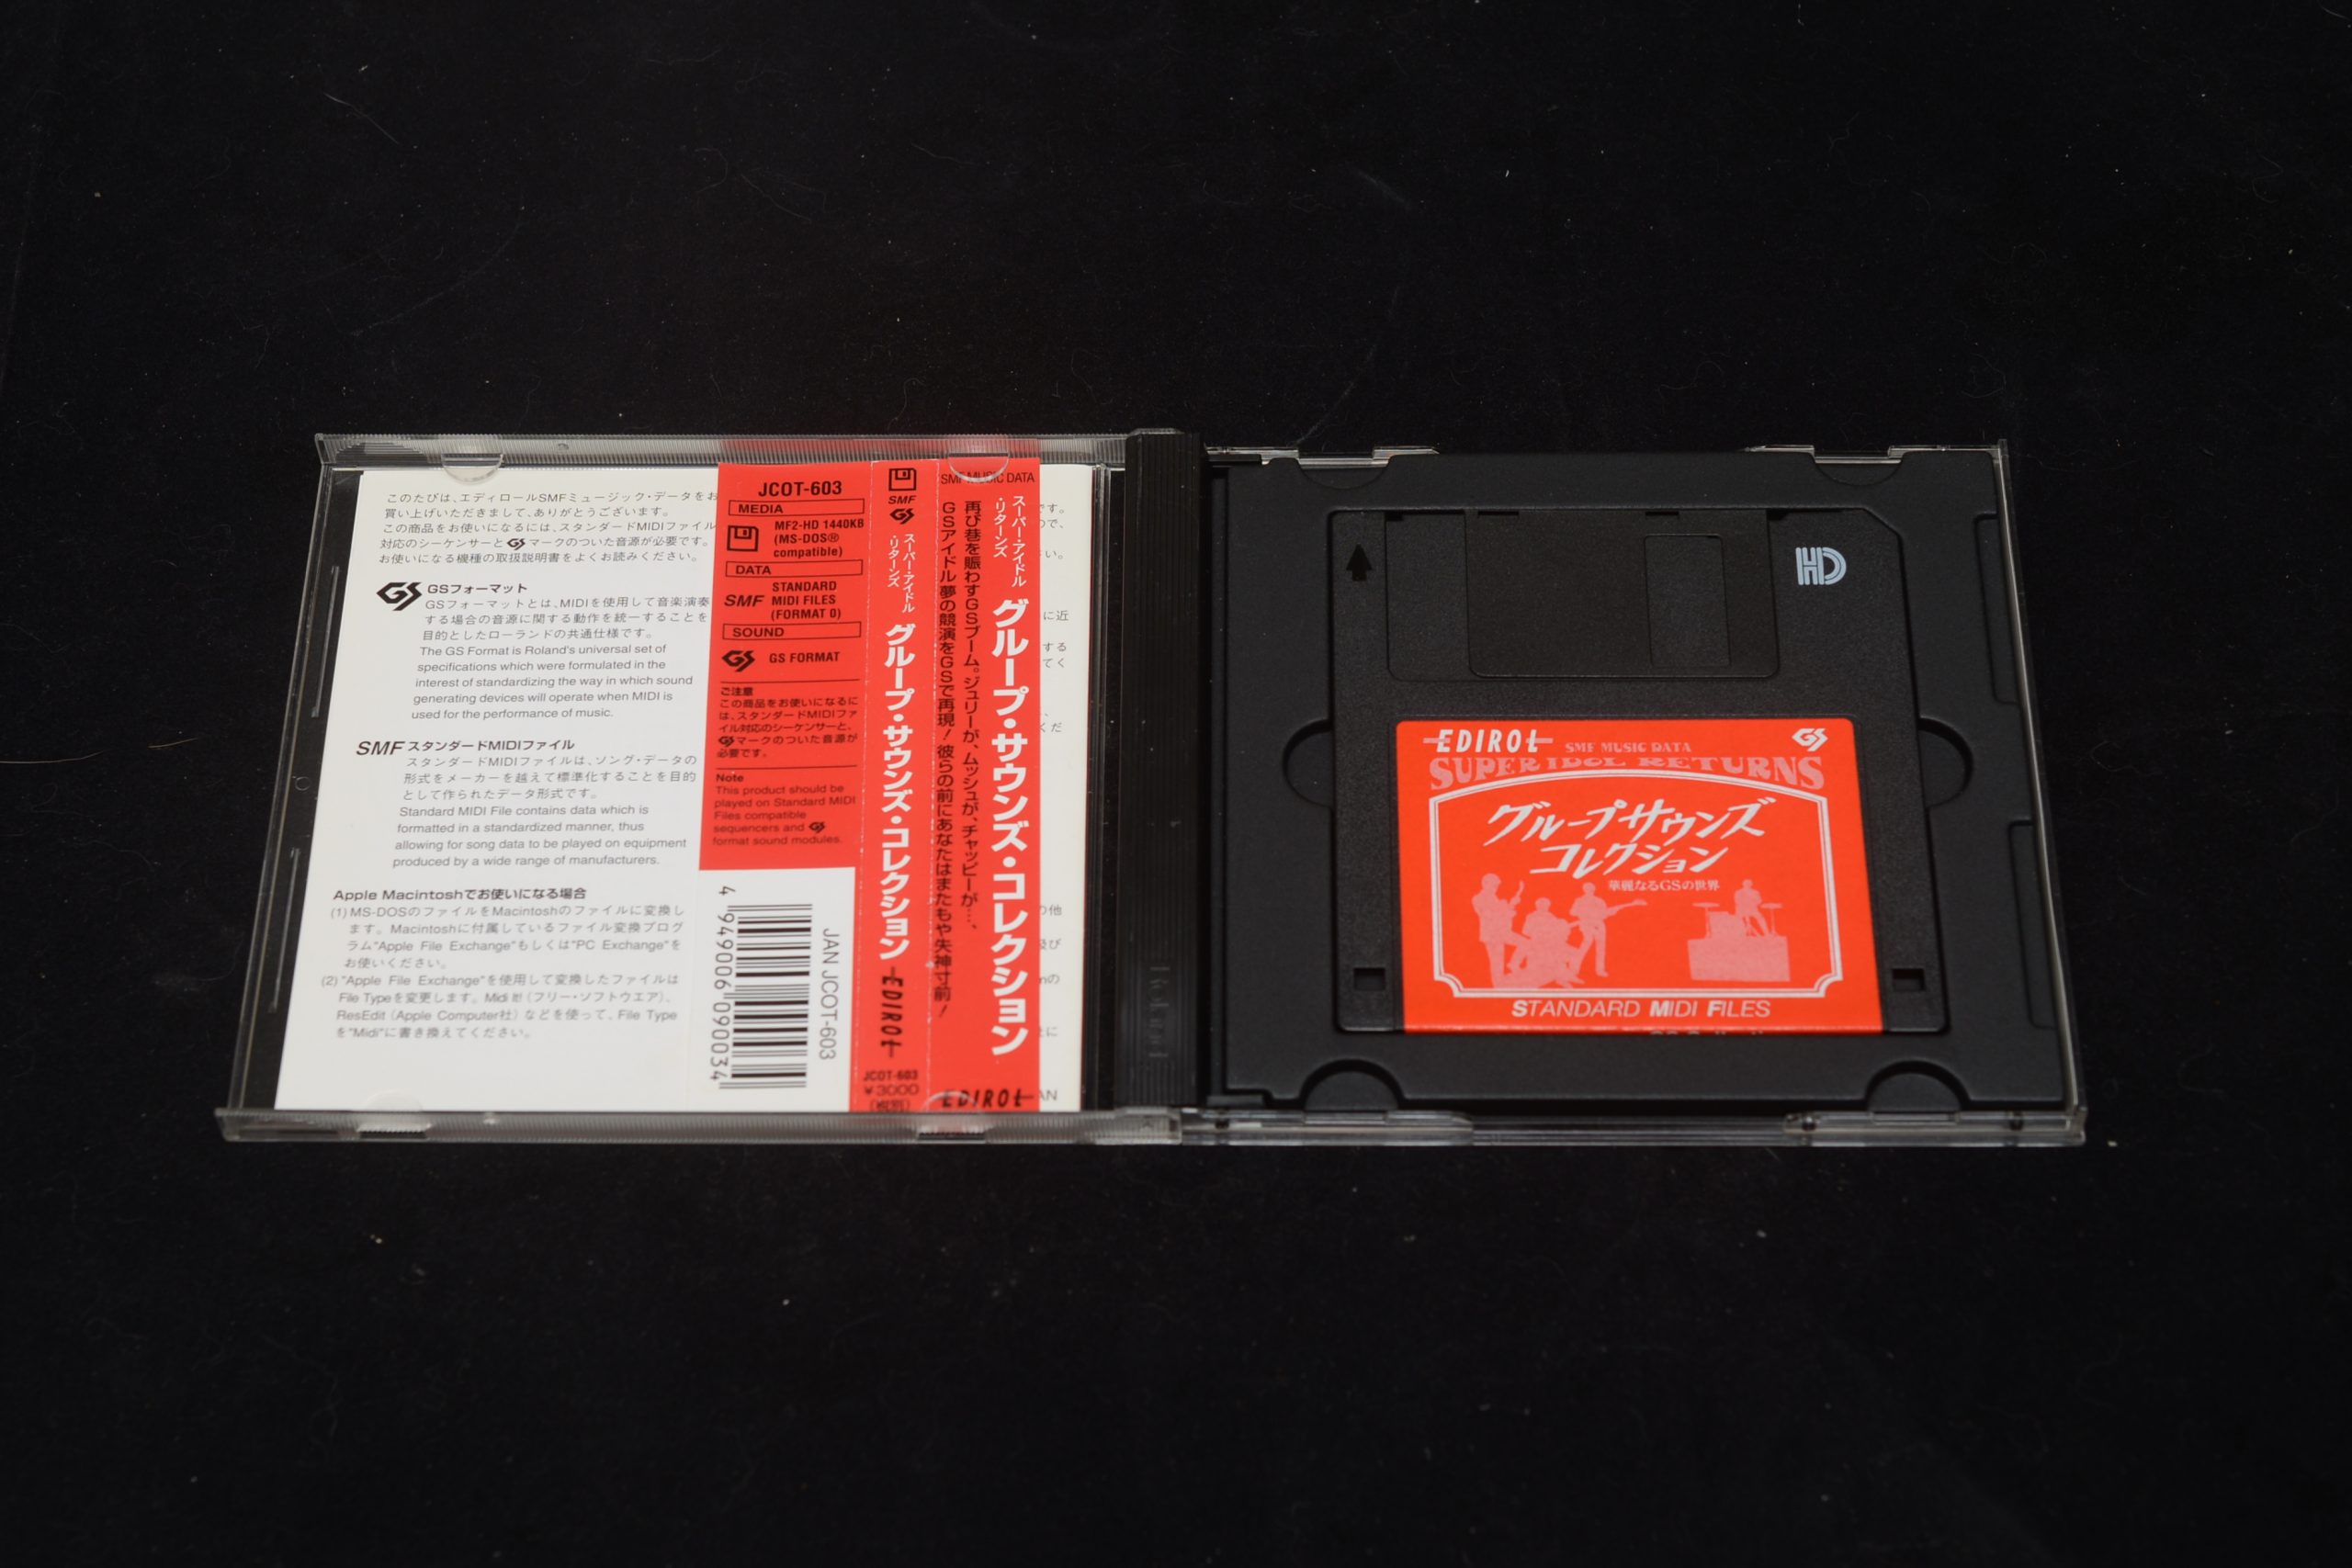 このたびは、エディロールSMFミュージック・データをお
買い上げいただきまして、ありがとうございます。
この商品をお使いになるには、スタンダードMIDIファイル
対応のシーケンサーとGSマークのついた音源が必要です。
お使いになる機種の取扱説明書をよくお読みください。
GS GSフォーマット
GSフォーマットとは、MIDIを使用して音楽演奏
する場合の音源に関する動作を統一することを
目的としたローランドの共通仕様です。
The GS Format is Roland's universal set of
specifications which were formulated in the
interest of standardizing the way in which sound
generating devices will operate when MIDI is
used for the performance of music.
SMF スタンダードMIDIファイル
スタンダードMIDIファイルは、ソング・データの
形式をメーカーを越えて標準化することを目的
として作られたデータ形式です。
Standard MIDI File contains data which is
formatted in a standardized manner, thus
allowing for song data to be played on equipment
produced by a wide range of manufacturers.
Apple Macintoshでお使いになる場合
(1) MS-DOSのファイルをMacintoshのファイルに変換し
ます。Macintoshに付属しているファイル変換プログ
ラム"Apple File Exchange"もしくは"PC Exchange"を
お使いください。
(2) "Apple File Exchange"を使用して変換したファイルは
File Typeを変更します。Midi It!（フリー・ソフトウエア）、
ResEdit（Apple Computer社）などを使って、File Type
を"Midi"に書き換えてください。
JCOT-603
MEDIA
MF2-HD 1440KB
(MS-DOS®
compatible)
DATA
SMF STANDARD
MIDI FILES
(FORMAT 0)
SOUND
GS GS FORMAT
ご注意
この商品をお使いになるに
は、スタンダードMIDIファ
イル対応のシーケンサーと、
GSマークのついた音源が
必要です。
Note
This product should be
played on Standard MIDI
Files compatible
sequencers and GS
format sound modules.
4 949006 090034
JAN JCOT-603
SMF
GS
スーパー・アイドル
・リターンズ
グループ・サウンズ・コレクション
EDIROL
JCOT-603
¥3000
SMF MUSIC DATA
スーパー・アイドル
・リターンズ
グループ・サウンズ・コレクション
再び巷を賑わすGSブーム。ジュリーが、ムッシュが、チャッピーが…、
GSアイドル夢の競演をGSで再現！彼らの前にあなたはまたもや失神寸前！
EDIROL
HD
EDIROL SMF MUSIC DATA GS
SUPER IDOL RETURNS
グループサウンズ
コレクション
華麗なるGSの世界
STANDARD MIDI FILES